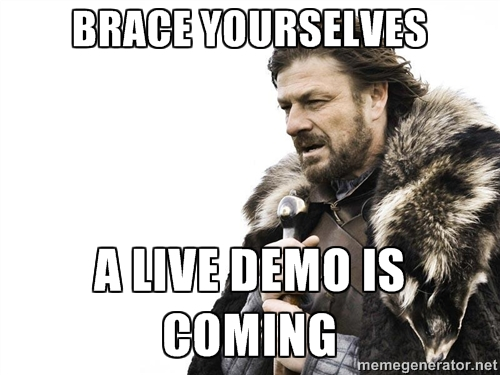 BRACE YOURSELVES
A LIVE DEMO IS
COMING
memegenerator.net